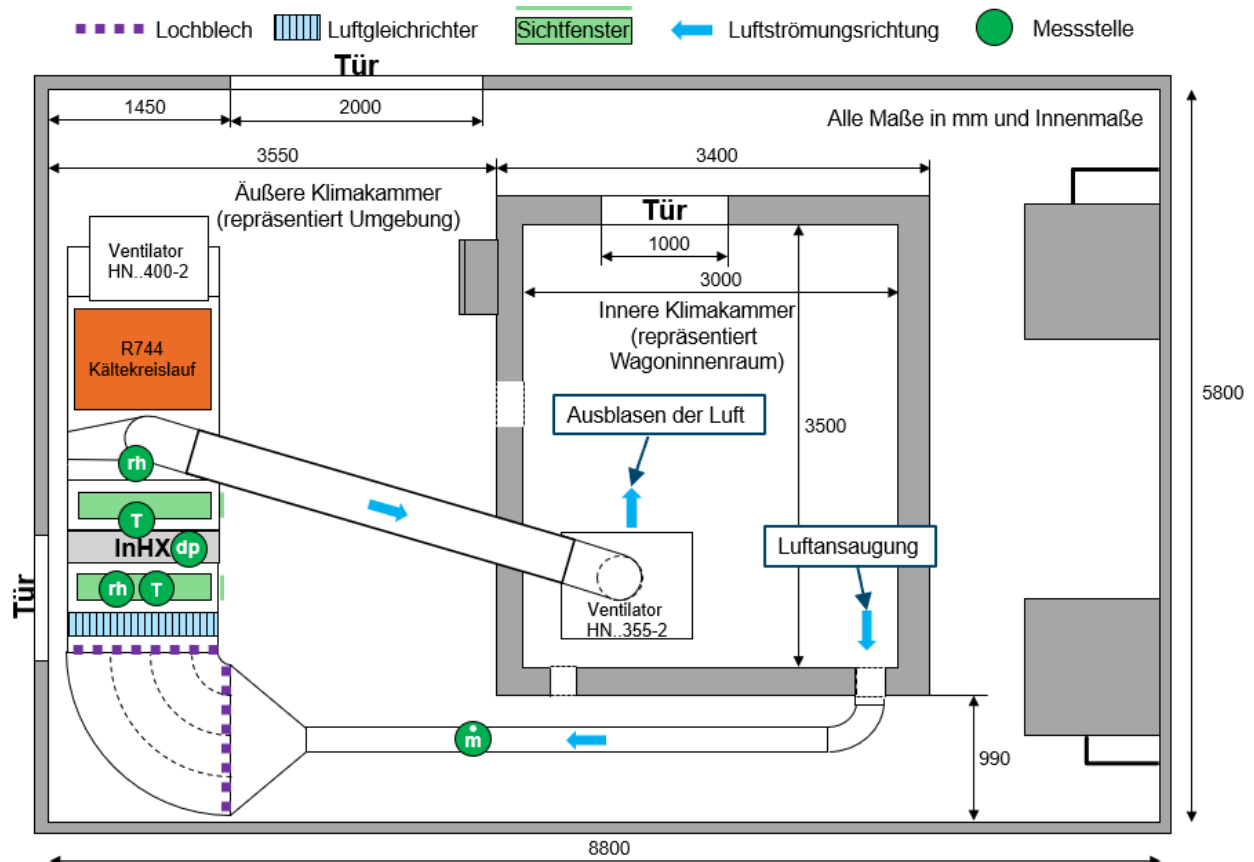 Lochblech
Luftgleichrichter
Sichtfenster
Luftströmungsrichtung
Messstelle
Tür
1450
2000
Alle Maße in mm und Innenmaße
3550
3400
Äußere Klimakammer
(repräsentiert Umgebung)
Tür
1000
3000
Ventilator
HN..400-2
Innere Klimakammer
(repräsentiert
Wagoninnenraum)
R744
Kältekreislauf
5800
Ausblasen der Luft
3500
rh
T
InHX
dp
Luftansaugung
rh
T
Tür
Ventilator
HN..355-2
ṁ
990
8800